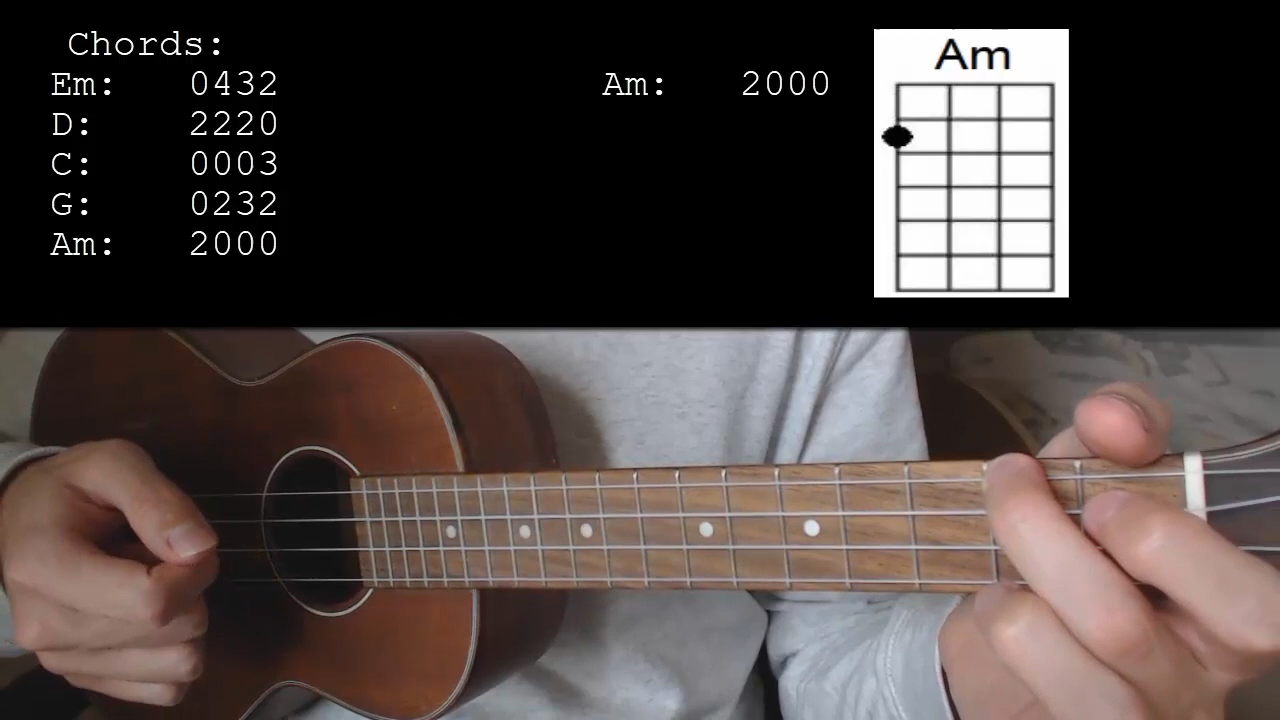 Chords:
Em: 0432
D: 2220
C: 0003
G: 0232
Am: 2000
Am: 2000
Am